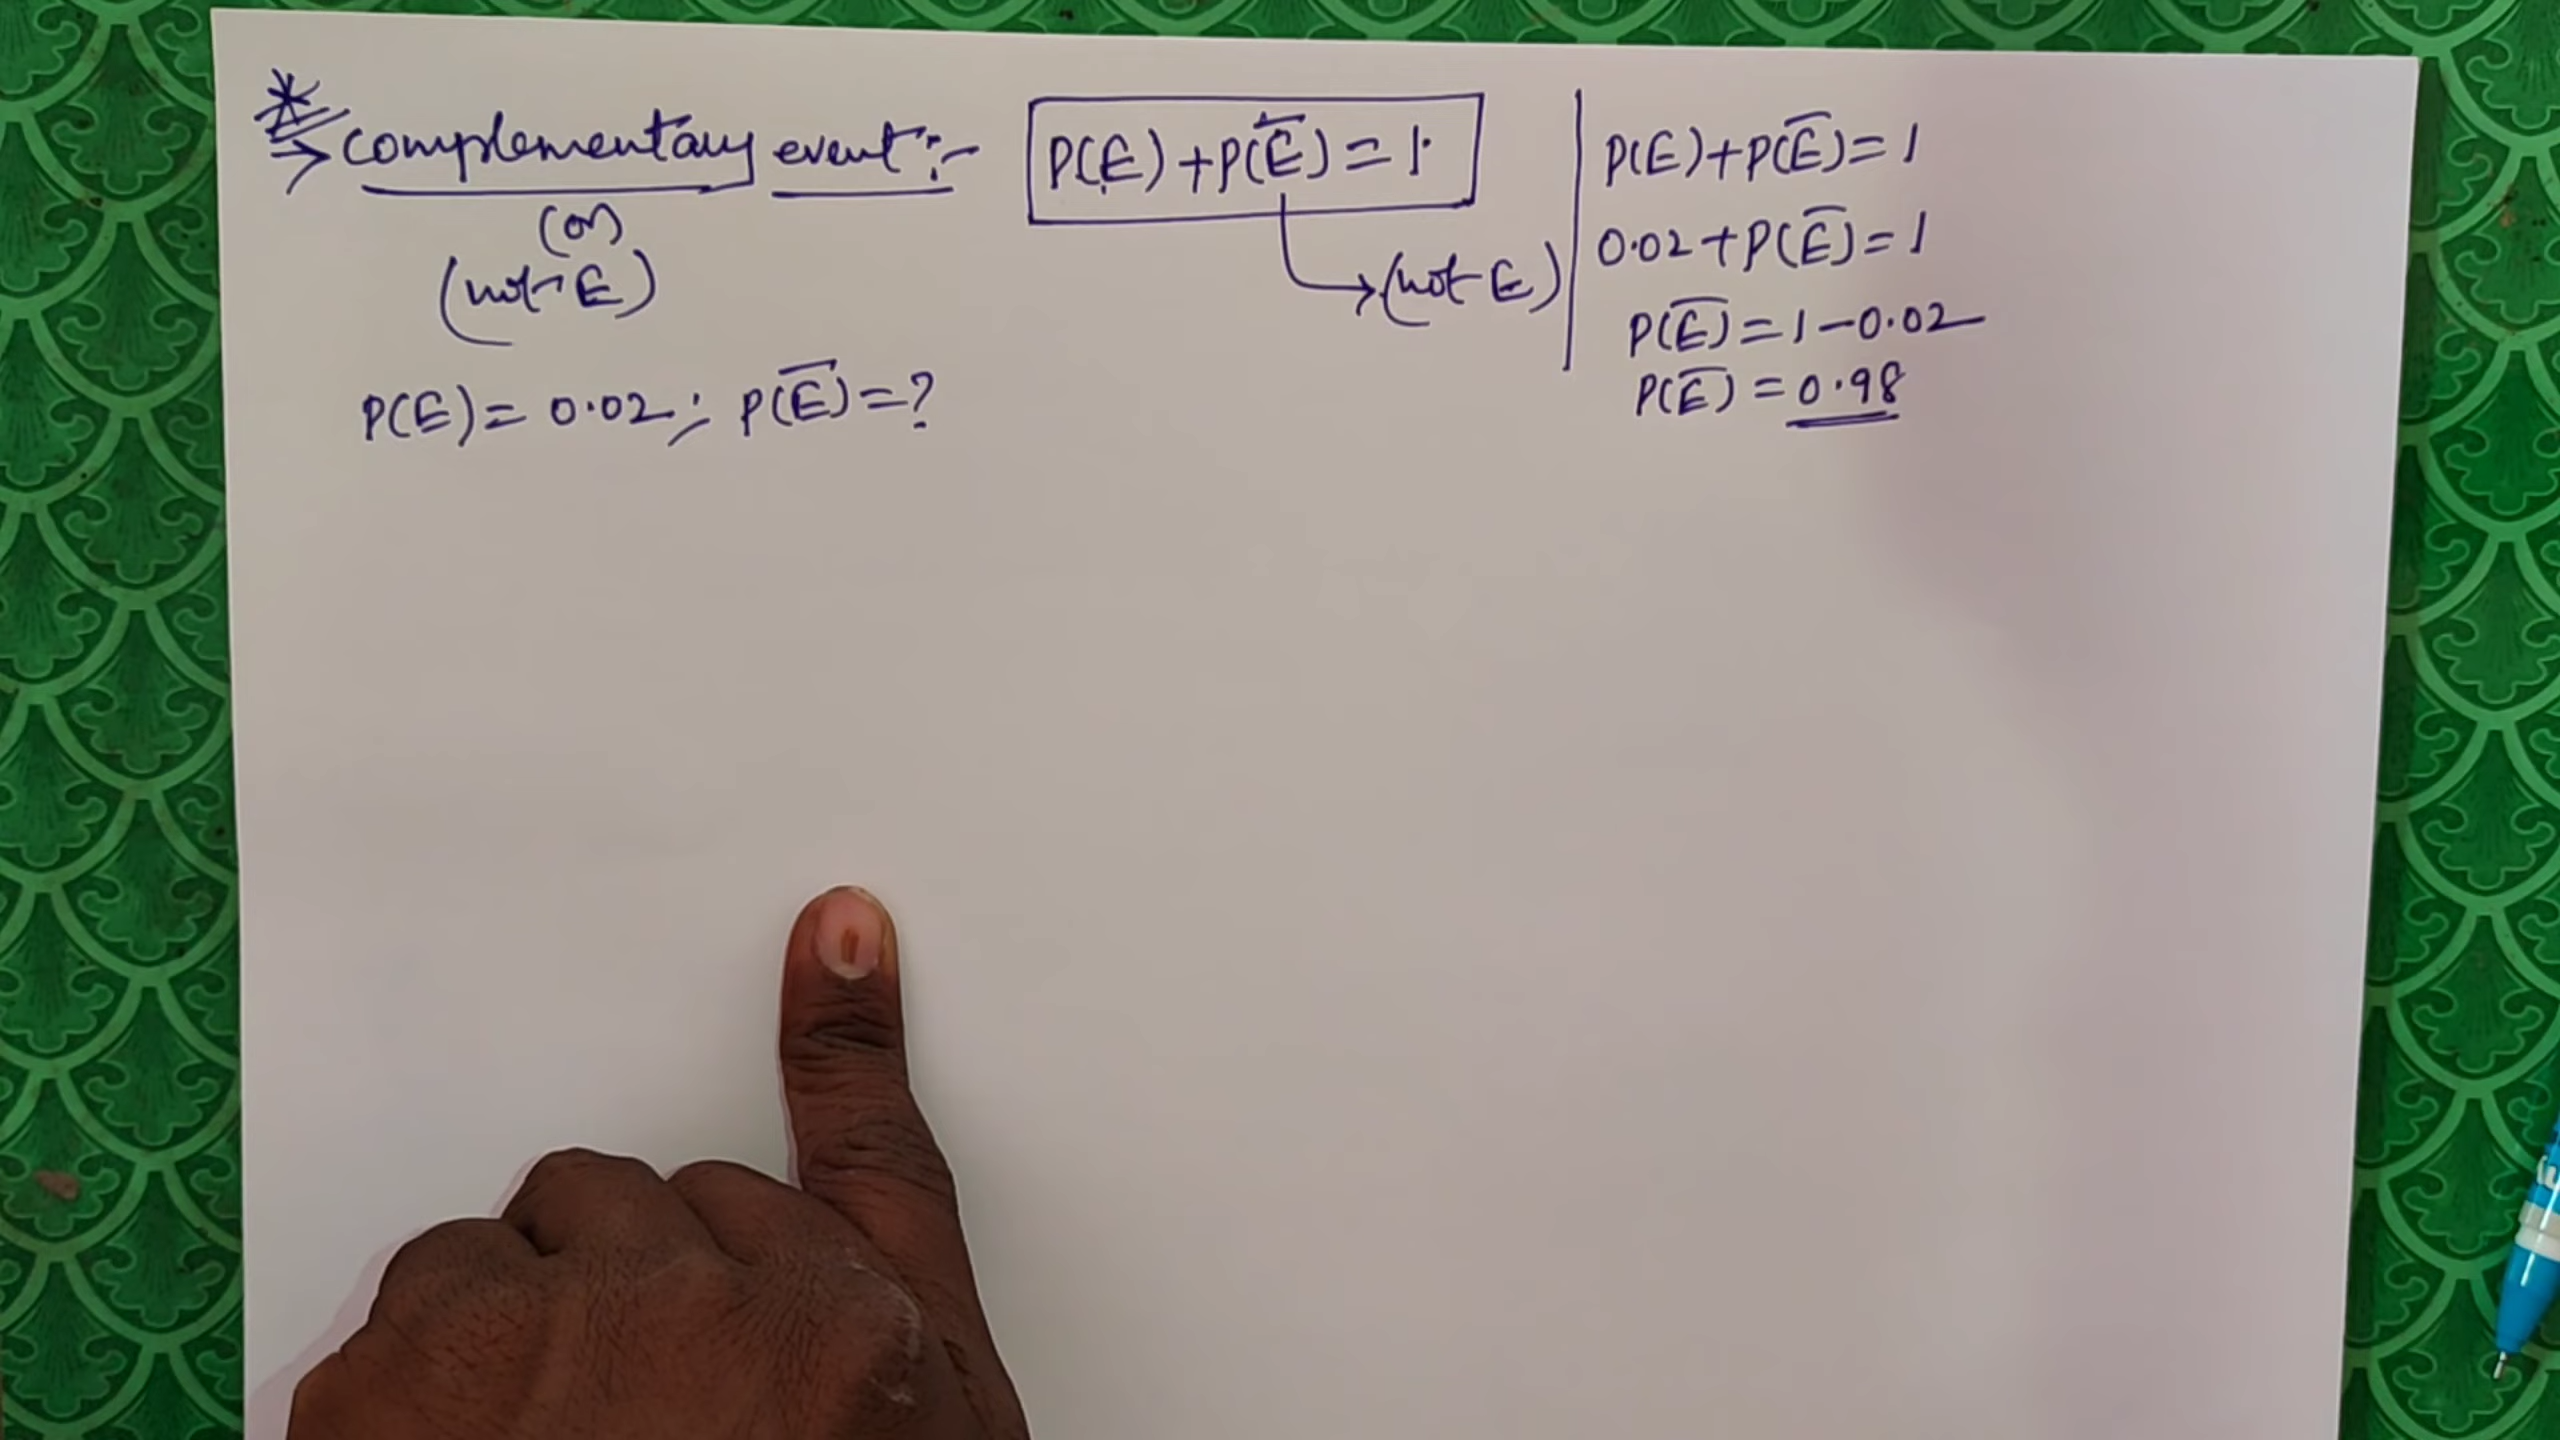 * → complementary event:-
(or)
(not E)
P(E) + P(E̅) = 1.
→ (not E)
P(E) = 0.02 ; P(E̅) = ?
P(E) + P(E̅) = 1
0.02 + P(E̅) = 1
P(E̅) = 1 - 0.02
P(E̅) = 0.98